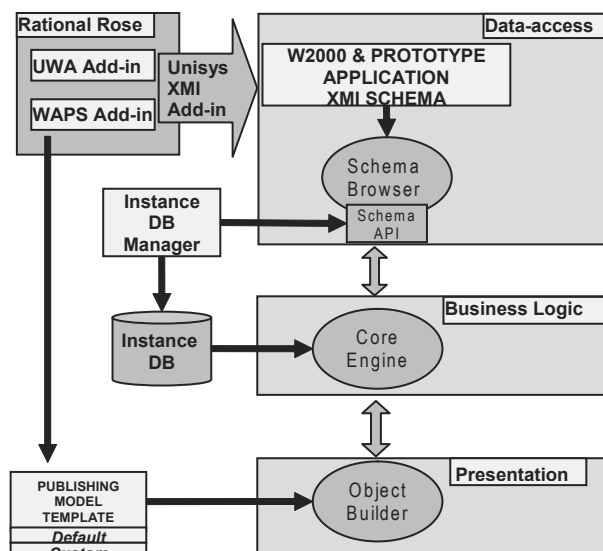 Rational Rose
UWA Add-in
WAPS Add-in
Unisys
XMI
Add-in
Data-access
W2000 & PROTOTYPE
APPLICATION
XMI SCHEMA
Schema
Browser
Schema
API
Instance
DB
Manager
Instance
DB
Business Logic
Core
Engine
Presentation
Object
Builder
PUBLISHING
MODEL
TEMPLATE
Default
Custom